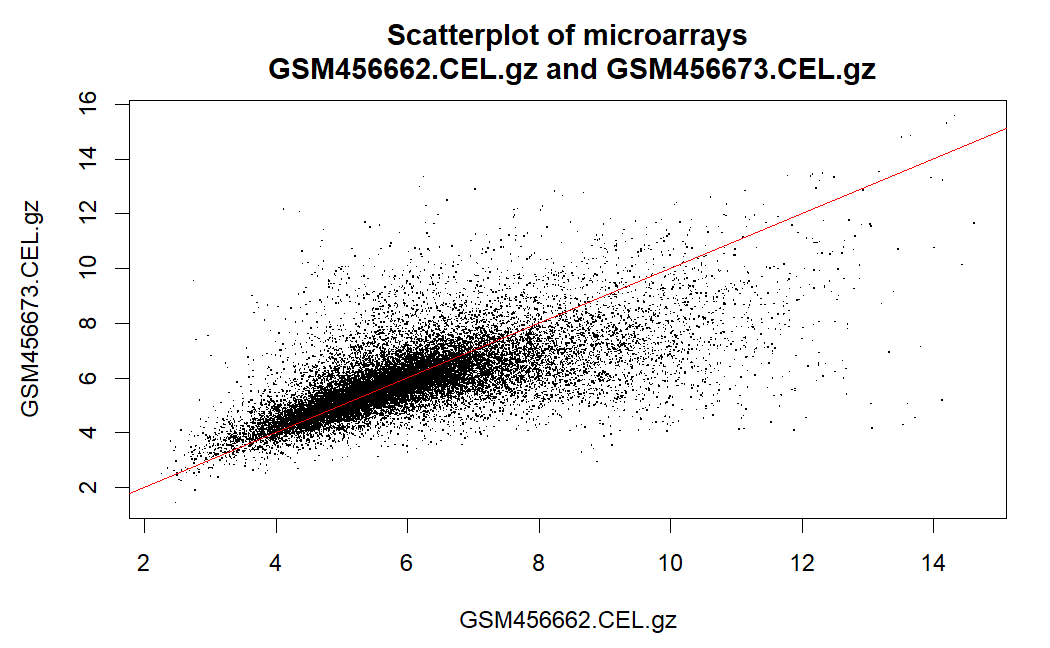 Scatterplot of microarrays
GSM456662.CEL.gz and GSM456673.CEL.gz
16
14
12
10
8
6
4
2
GSM456673.CEL.gz
2 4 6 8 10 12 14
GSM456662.CEL.gz